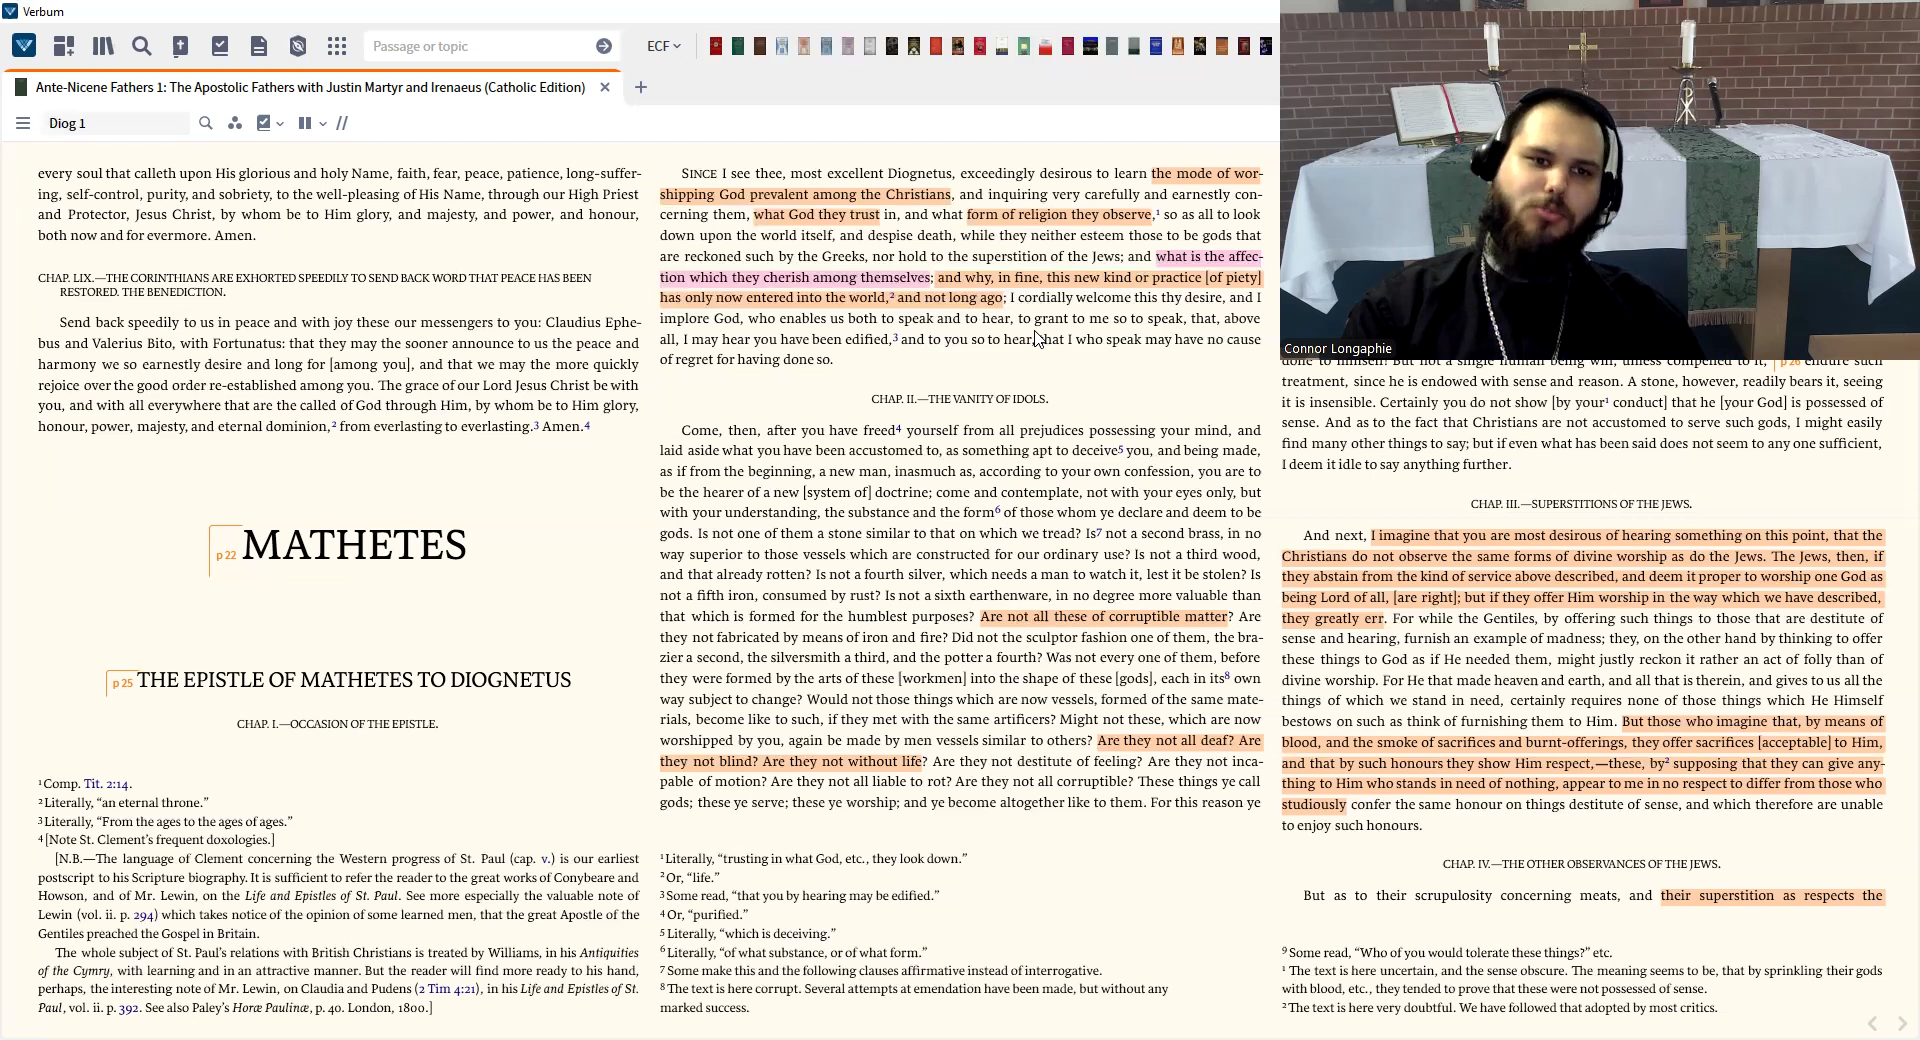 Verbum
Passage or topic
ECF
Ante-Nicene Fathers 1: The Apostolic Fathers with Justin Martyr and Irenaeus (Catholic Edition)
Diog 1
every soul that calleth upon His glorious and holy Name, faith, fear, peace, patience, long-suffer-
ing, self-control, purity, and sobriety, to the well-pleasing of His Name, through our High Priest
and Protector, Jesus Christ, by whom be to Him glory, and majesty, and power, and honour,
both now and for evermore. Amen.
CHAP. LIX.—THE CORINTHIANS ARE EXHORTED SPEEDILY TO SEND BACK WORD THAT PEACE HAS BEEN
RESTORED. THE BENEDICTION.
Send back speedily to us in peace and with joy these our messengers to you: Claudius Ephe-
bus and Valerius Bito, with Fortunatus: that they may the sooner announce to us the peace and
harmony we so earnestly desire and long for [among you], and that we may the more quickly
rejoice over the good order re-established among you. The grace of our Lord Jesus Christ be with
you, and with all everywhere that are the called of God through Him, by whom be to Him glory,
honour, power, majesty, and eternal dominion,2 from everlasting to everlasting.3 Amen.4
p 22 MATHETES
p 25 THE EPISTLE OF MATHETES TO DIOGNETUS
CHAP. I.—OCCASION OF THE EPISTLE.
1 Comp. Tit. 2:14.
2 Literally, “an eternal throne.”
3 Literally, “From the ages to the ages of ages.”
4 [Note St. Clement’s frequent doxologies.]
[N.B.—The language of Clement concerning the Western progress of St. Paul (cap. v.) is our earliest
postscript to his Scripture biography. It is sufficient to refer the reader to the great works of Conybeare and
Howson, and of Mr. Lewin, on the Life and Epistles of St. Paul. See more especially the valuable note of
Lewin (vol. ii. p. 294) which takes notice of the opinion of some learned men, that the great Apostle of the
Gentiles preached the Gospel in Britain.
The whole subject of St. Paul’s relations with British Christians is treated by Williams, in his Antiquities
of the Cymry, with learning and in an attractive manner. But the reader will find more ready to his hand,
perhaps, the interesting note of Mr. Lewin, on Claudia and Pudens (2 Tim 4:21), in his Life and Epistles of St.
Paul, vol. ii. p. 392. See also Paley’s Horæ Paulinæ, p. 40. London, 1800.]
SINCE I see thee, most excellent Diognetus, exceedingly desirous to learn the mode of wor-
shipping God prevalent among the Christians, and inquiring very carefully and earnestly con-
cerning them, what God they trust in, and what form of religion they observe,1 so as all to look
down upon the world itself, and despise death, while they neither esteem those to be gods that
are reckoned such by the Greeks, nor hold to the superstition of the Jews; and what is the affec-
tion which they cherish among themselves; and why, in fine, this new kind or practice [of piety]
has only now entered into the world,2 and not long ago; I cordially welcome this thy desire, and I
implore God, who enables us both to speak and to hear, to grant to me so to speak, that, above
all, I may hear you have been edified,3 and to you so to hear, that I who speak may have no cause
of regret for having done so.
CHAP. II.—THE VANITY OF IDOLS.
Come, then, after you have freed4 yourself from all prejudices possessing your mind, and
laid aside what you have been accustomed to, as something apt to deceive5 you, and being made,
as if from the beginning, a new man, inasmuch as, according to your own confession, you are to
be the hearer of a new [system of] doctrine; come and contemplate, not with your eyes only, but
with your understanding, the substance and the form6 of those whom ye declare and deem to be
gods. Is not one of them a stone similar to that on which we tread? Is7 not a second brass, in no
way superior to those vessels which are constructed for our ordinary use? Is not a third wood,
and that already rotten? Is not a fourth silver, which needs a man to watch it, lest it be stolen? Is
not a fifth iron, consumed by rust? Is not a sixth earthenware, in no degree more valuable than
that which is formed for the humblest purposes? Are not all these of corruptible matter? Are
they not fabricated by means of iron and fire? Did not the sculptor fashion one of them, the bra-
zier a second, the silversmith a third, and the potter a fourth? Was not every one of them, before
they were formed by the arts of these [workmen] into the shape of these [gods], each in its8 own
way subject to change? Would not those things which are now vessels, formed of the same mate-
rials, become like to such, if they met with the same artificers? Might not these, which are now
worshipped by you, again be made by men vessels similar to others? Are they not all deaf? Are
they not blind? Are they not without life? Are they not destitute of feeling? Are they not inca-
pable of motion? Are they not all liable to rot? Are they not all corruptible? These things ye call
gods; these ye serve; these ye worship; and ye become altogether like to them. For this reason ye
1 Literally, “trusting in what God, etc., they look down.”
2 Or, “life.”
3 Some read, “that you by hearing may be edified.”
4 Or, “purified.”
5 Literally, “which is deceiving.”
6 Literally, “of what substance, or of what form.”
7 Some make this and the following clauses affirmative instead of interrogative.
8 The text is here corrupt. Several attempts at emendation have been made, but without any
marked success.
Connor Longaphie
done to himself! But not a single human being will, unless compelled to it, p 26 endure such
treatment, since he is endowed with sense and reason. A stone, however, readily bears it, seeing
it is insensible. Certainly you do not show [by your1 conduct] that he [your God] is possessed of
sense. And as to the fact that Christians are not accustomed to serve such gods, I might easily
find many other things to say; but if even what has been said does not seem to any one sufficient,
I deem it idle to say anything further.
CHAP. III.—SUPERSTITIONS OF THE JEWS.
And next, I imagine that you are most desirous of hearing something on this point, that the
Christians do not observe the same forms of divine worship as do the Jews. The Jews, then, if
they abstain from the kind of service above described, and deem it proper to worship one God as
being Lord of all, [are right]; but if they offer Him worship in the way which we have described,
they greatly err. For while the Gentiles, by offering such things to those that are destitute of
sense and hearing, furnish an example of madness; they, on the other hand by thinking to offer
these things to God as if He needed them, might justly reckon it rather an act of folly than of
divine worship. For He that made heaven and earth, and all that is therein, and gives to us all the
things of which we stand in need, certainly requires none of those things which He Himself
bestows on such as think of furnishing them to Him. But those who imagine that, by means of
blood, and the smoke of sacrifices and burnt-offerings, they offer sacrifices [acceptable] to Him,
and that by such honours they show Him respect,—these, by2 supposing that they can give any-
thing to Him who stands in need of nothing, appear to me in no respect to differ from those who
studiously confer the same honour on things destitute of sense, and which therefore are unable
to enjoy such honours.
CHAP. IV.—THE OTHER OBSERVANCES OF THE JEWS.
But as to their scrupulosity concerning meats, and their superstition as respects the
9 Some read, “Who of you would tolerate these things?” etc.
1 The text is here uncertain, and the sense obscure. The meaning seems to be, that by sprinkling their gods
with blood, etc., they tended to prove that these were not possessed of sense.
2 The text is here very doubtful. We have followed that adopted by most critics.